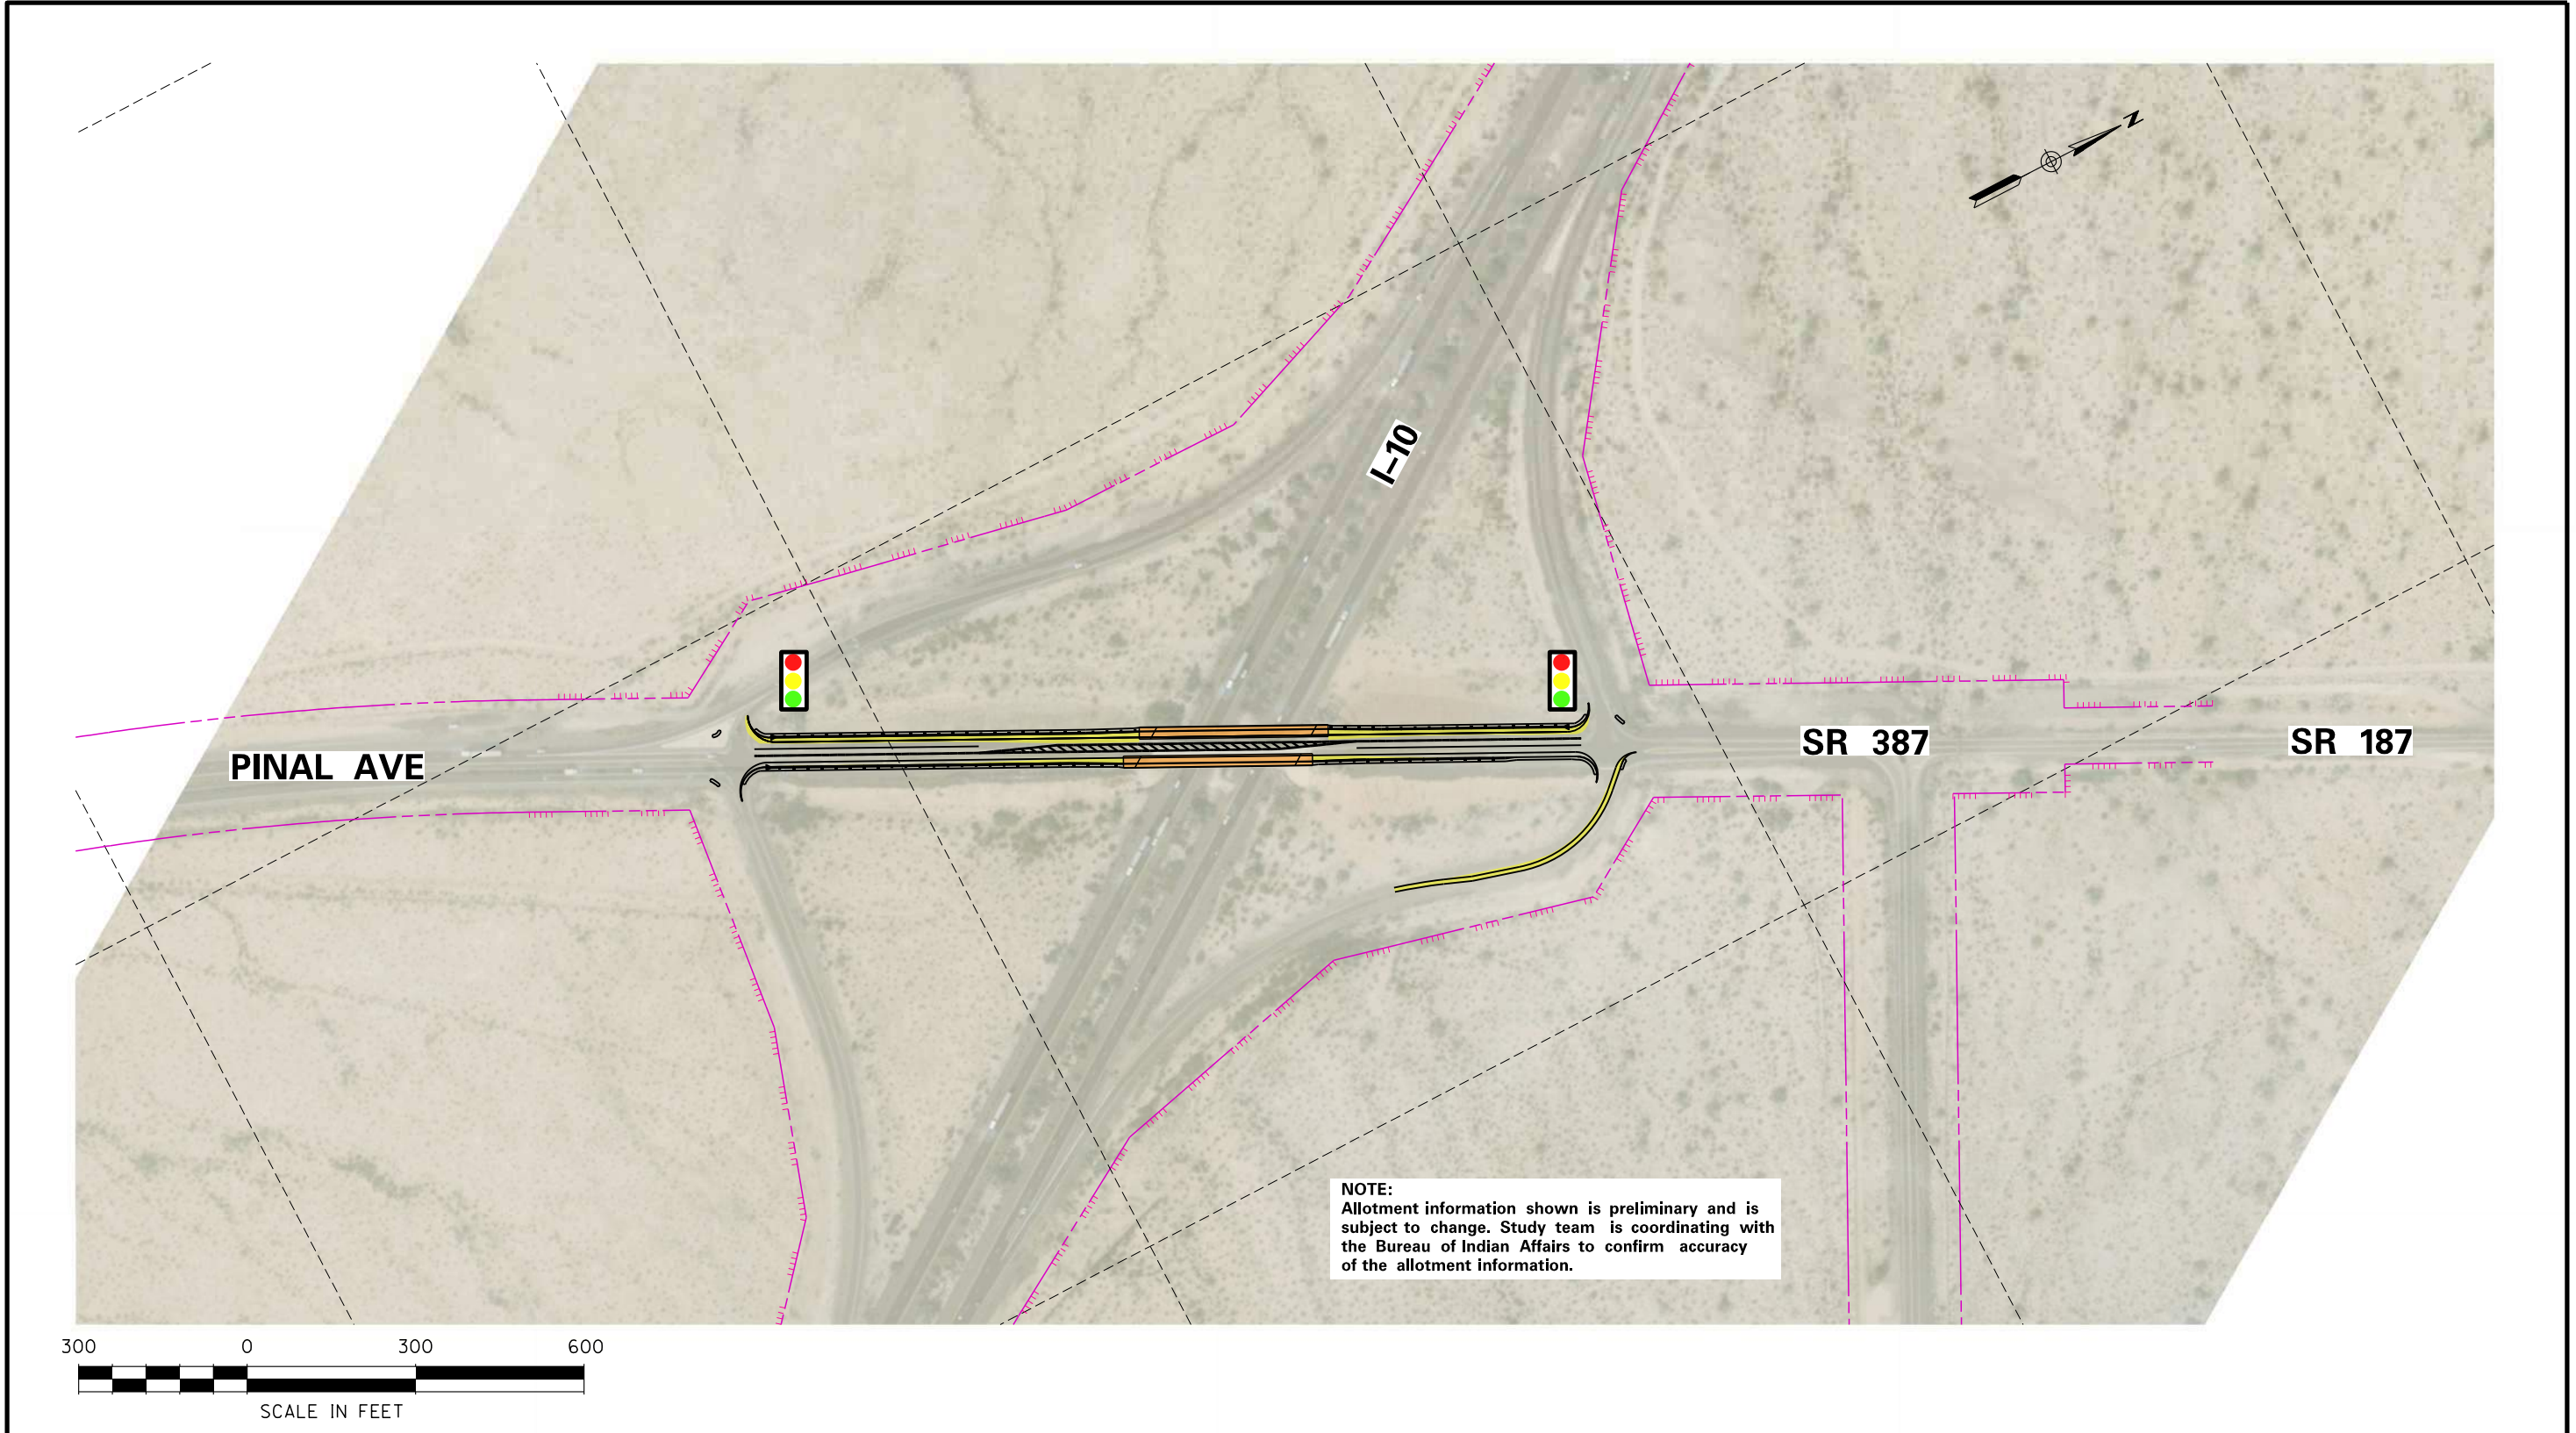 N
I-10
PINAL AVE
SR 387
SR 187
NOTE:
Allotment information shown is preliminary and is
subject to change. Study team is coordinating with
the Bureau of Indian Affairs to confirm accuracy
of the allotment information.
300 0 300 600
SCALE IN FEET